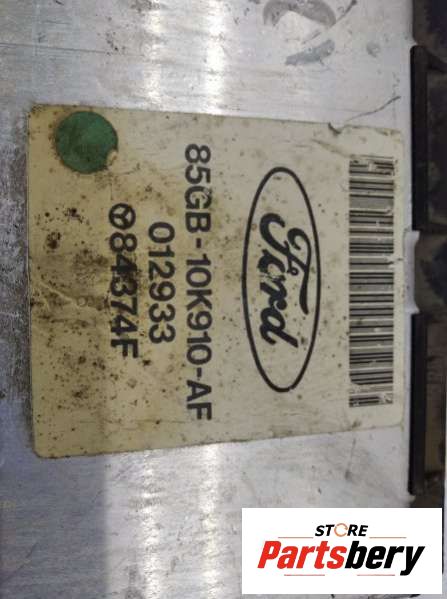 Ford
85GB-10K910-AF
012933
84374F
STORE
Partsbery